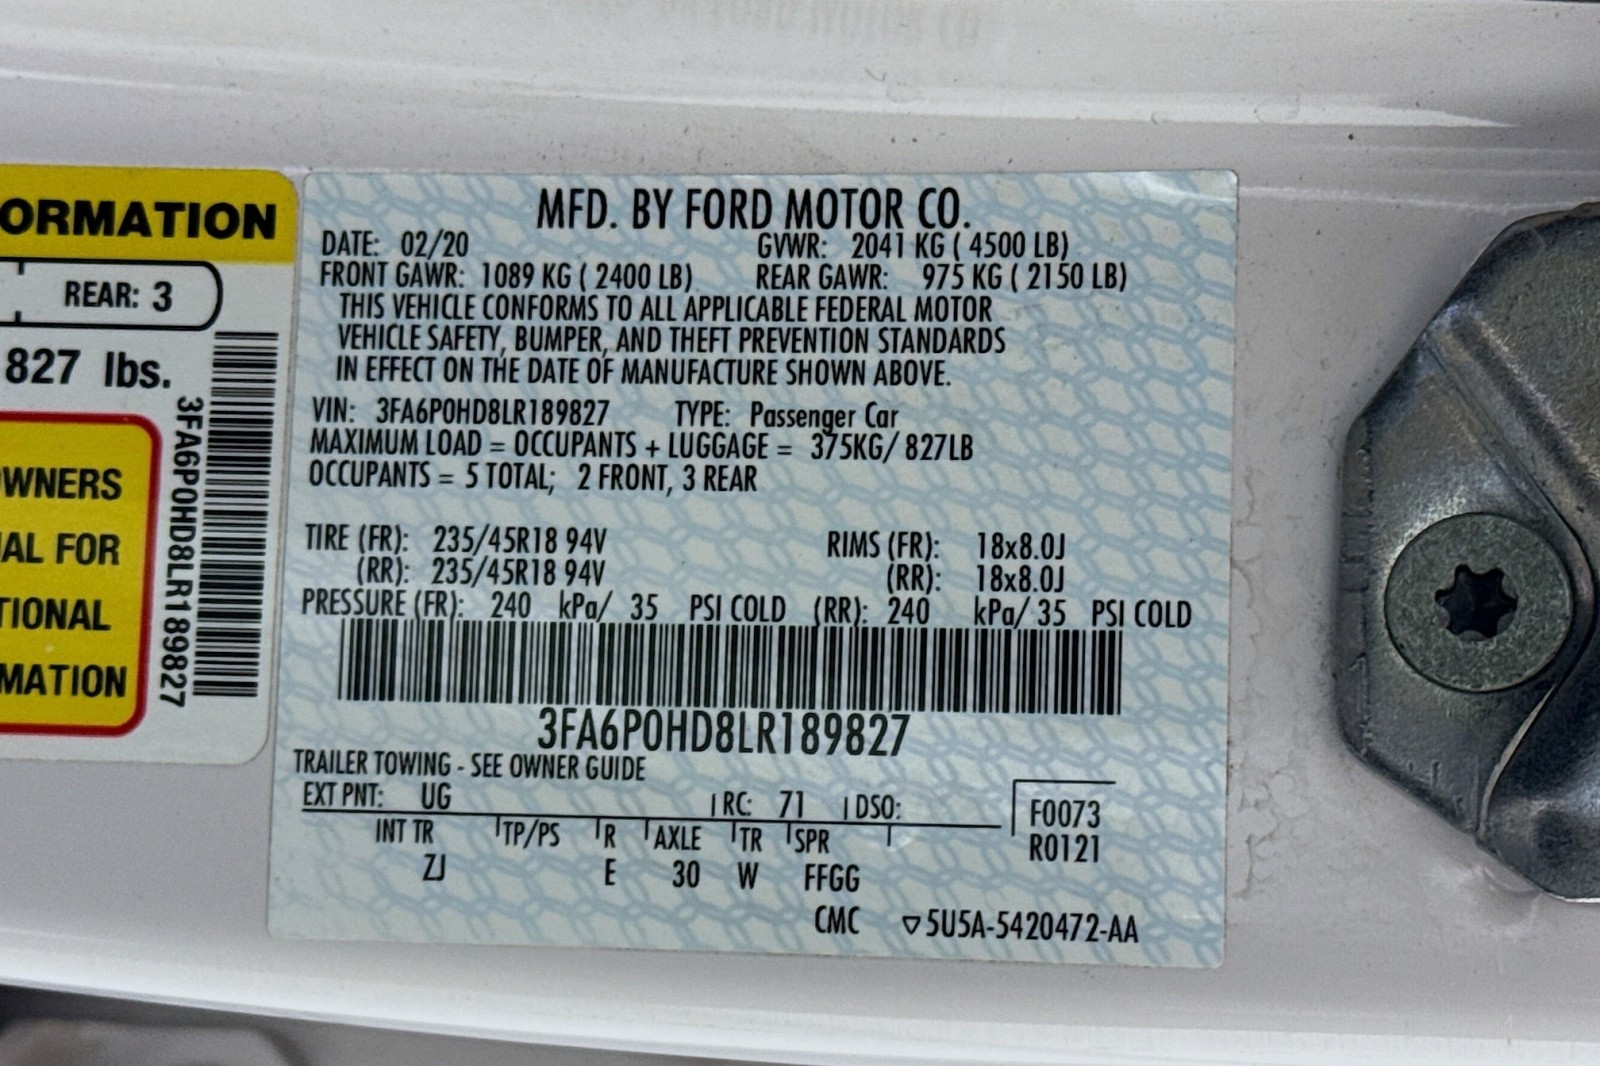 ORMATION
REAR: 3
827 lbs.
WNERS
AL FOR
TIONAL
MATION
3FA6P0HD8LR189827
MFD. BY FORD MOTOR CO.
DATE: 02/20 GVWR: 2041 KG ( 4500 LB)
FRONT GAWR: 1089 KG ( 2400 LB) REAR GAWR: 975 KG ( 2150 LB)
THIS VEHICLE CONFORMS TO ALL APPLICABLE FEDERAL MOTOR
VEHICLE SAFETY, BUMPER, AND THEFT PREVENTION STANDARDS
IN EFFECT ON THE DATE OF MANUFACTURE SHOWN ABOVE.
VIN: 3FA6P0HD8LR189827 TYPE: Passenger Car
MAXIMUM LOAD = OCCUPANTS + LUGGAGE = 375KG/ 827LB
OCCUPANTS = 5 TOTAL; 2 FRONT, 3 REAR
TIRE (FR): 235/45R18 94V RIMS (FR): 18x8.0J
(RR): 235/45R18 94V (RR): 18x8.0J
PRESSURE (FR): 240 kPa/ 35 PSI COLD (RR): 240 kPa/ 35 PSI COLD
3FA6P0HD8LR189827
TRAILER TOWING - SEE OWNER GUIDE
EXT PNT: UG RC: 71 DSO: F0073
INT TR TP/PS R AXLE TR SPR R0121
ZJ E 30 W FFGG
CMC ▽5U5A-5420472-AA